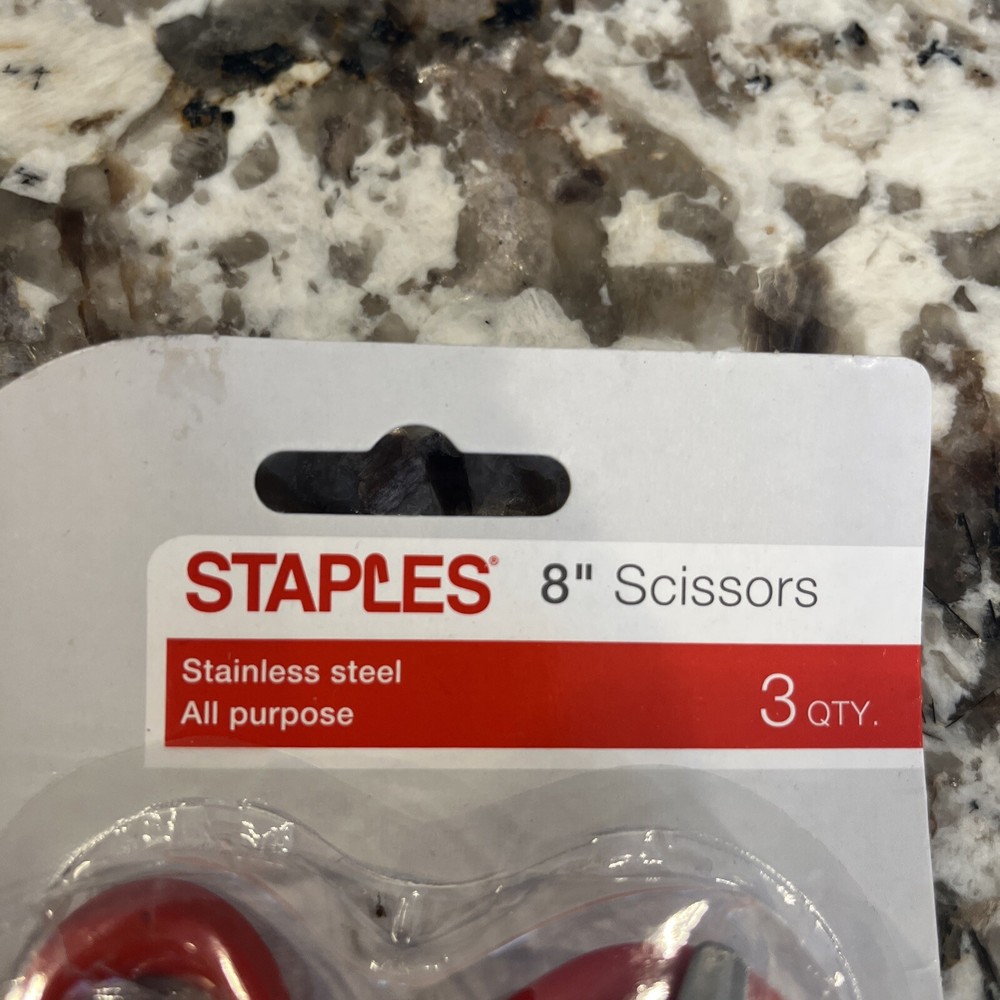 STAPLES® 8" Scissors
Stainless steel
All purpose
3 QTY.